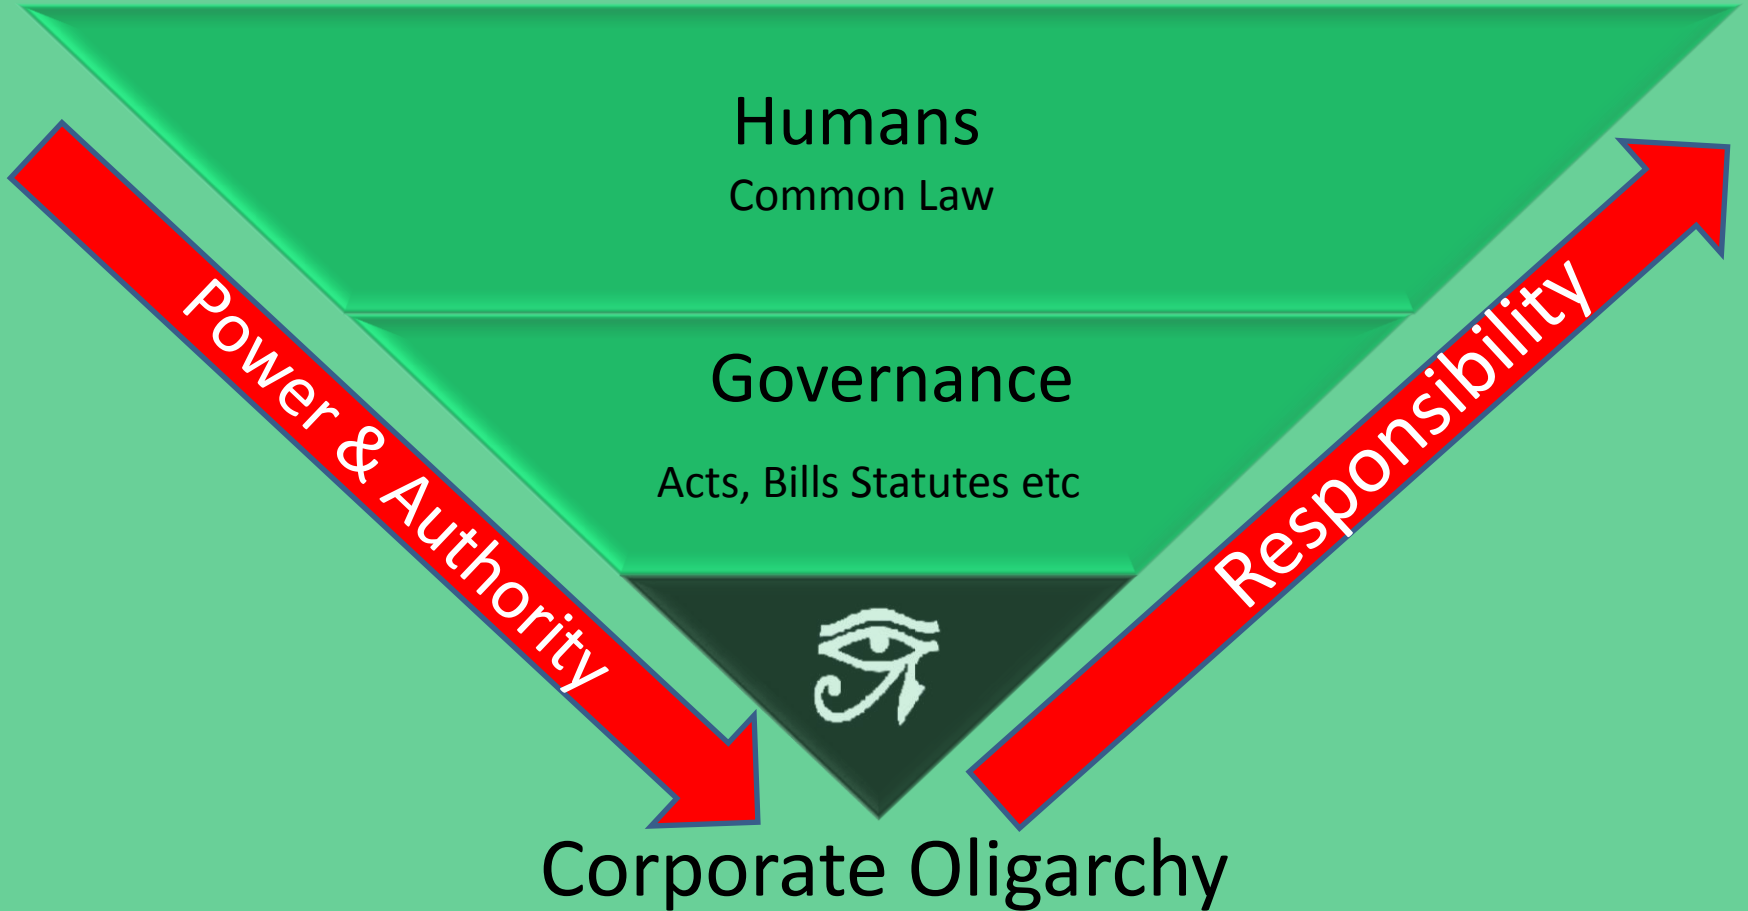 Humans
Common Law
Power & Authority
Governance
Acts, Bills Statutes etc
Responsibility
Corporate Oligarchy